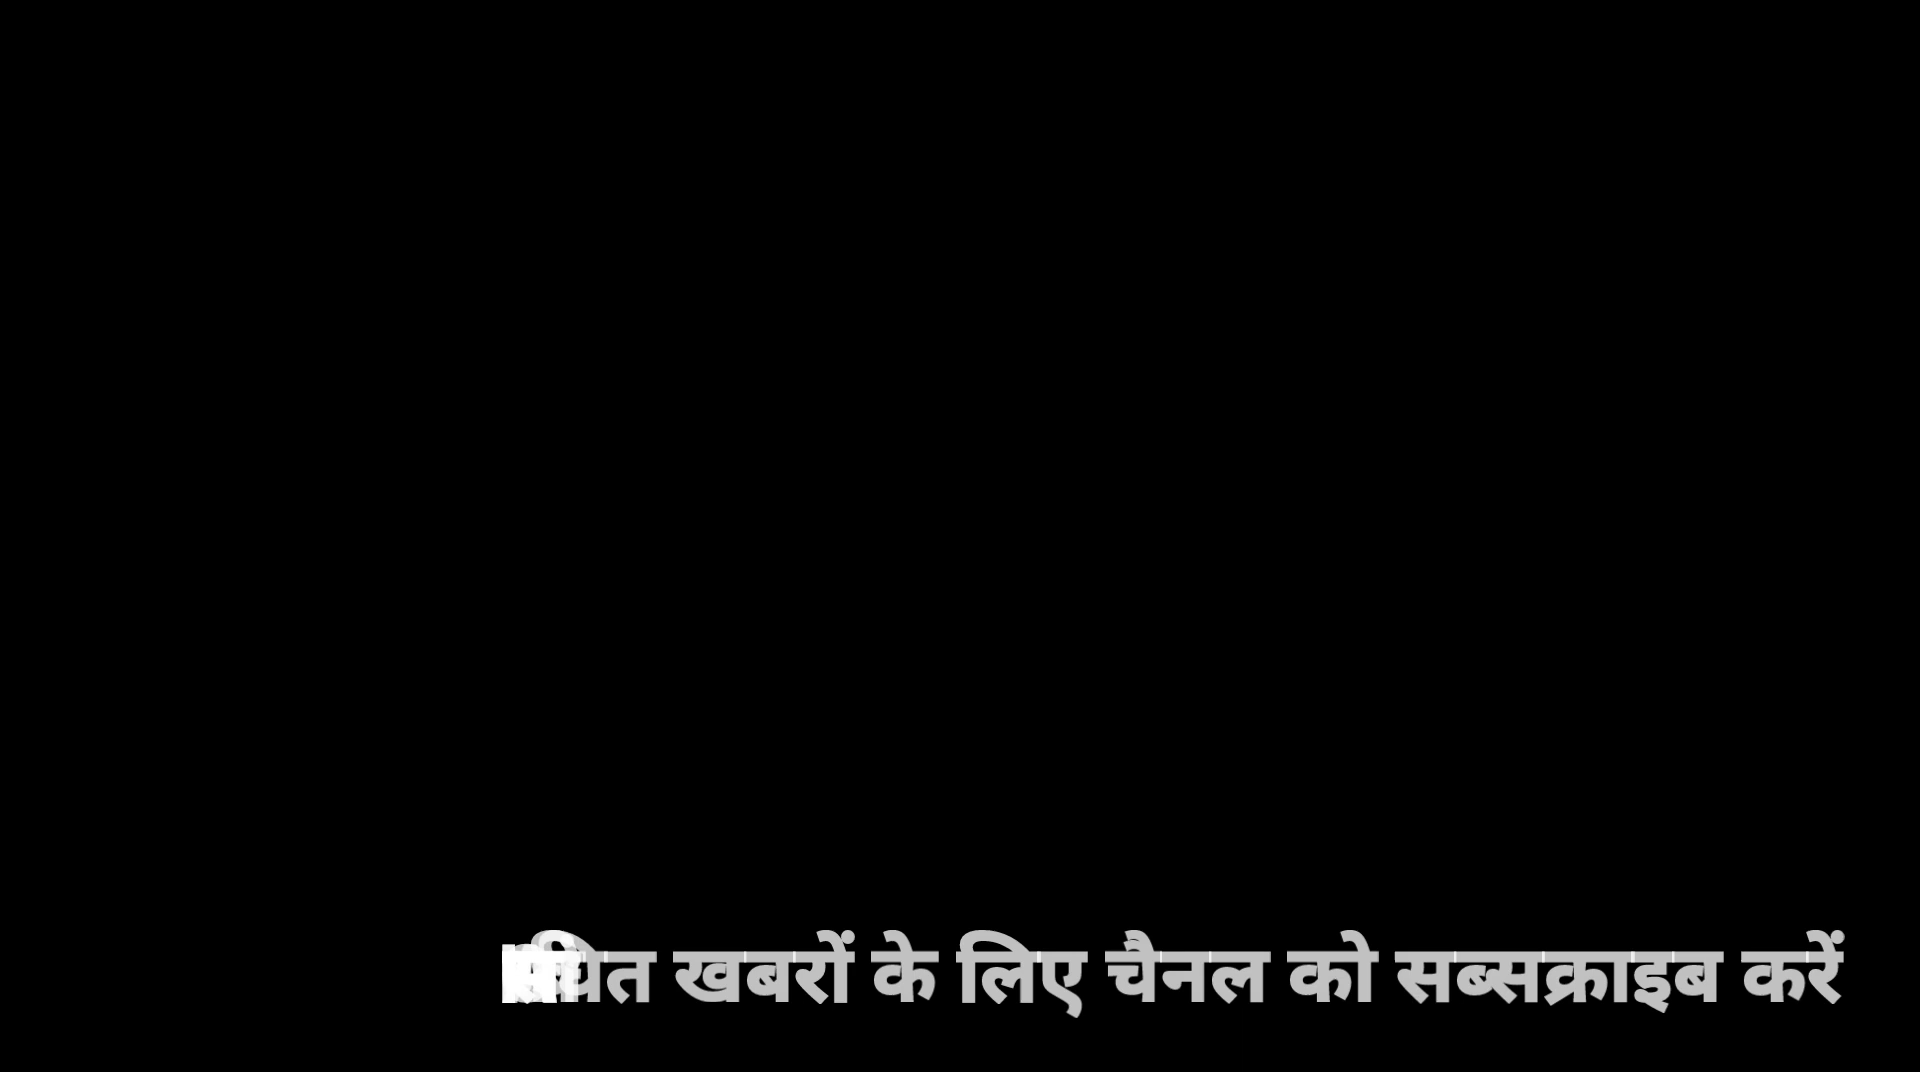 खबरों के लिए चैनल को सब्सक्राइब करें